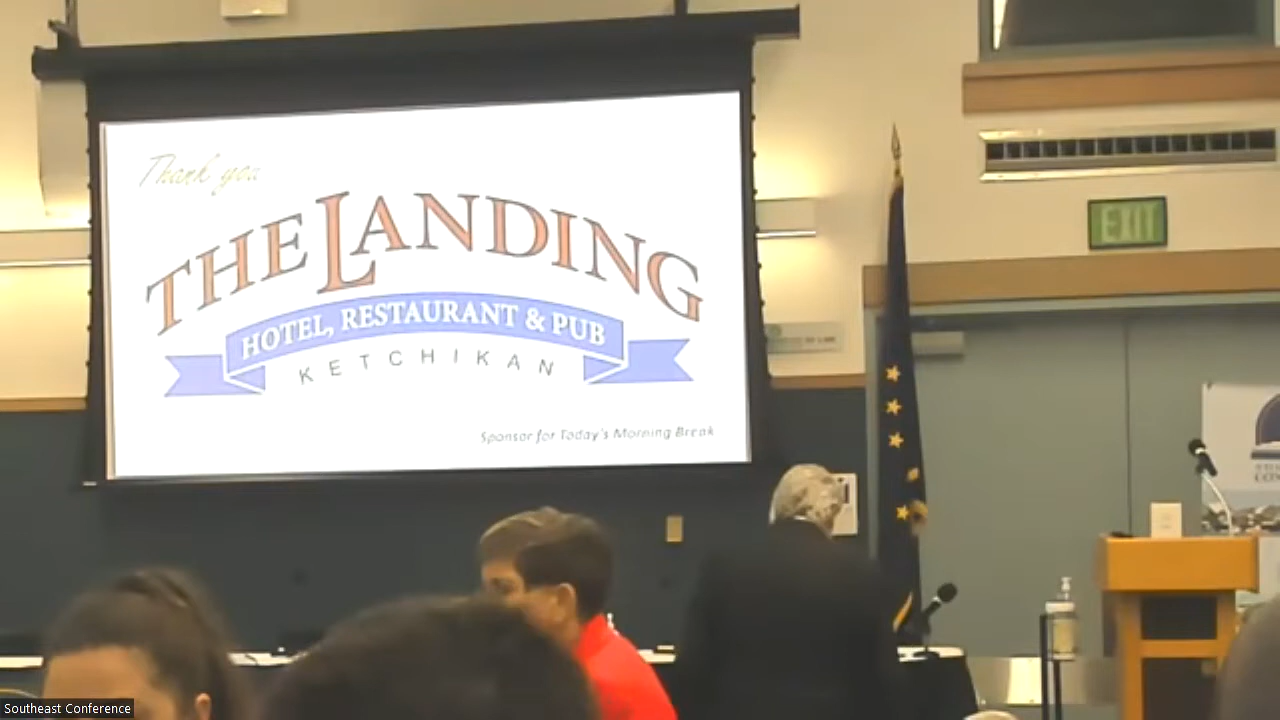 Thank you
THE LANDING
HOTEL, RESTAURANT & PUB
KETCHIKAN
Sponsor for Today's Morning Break
EXIT
Southeast Conference